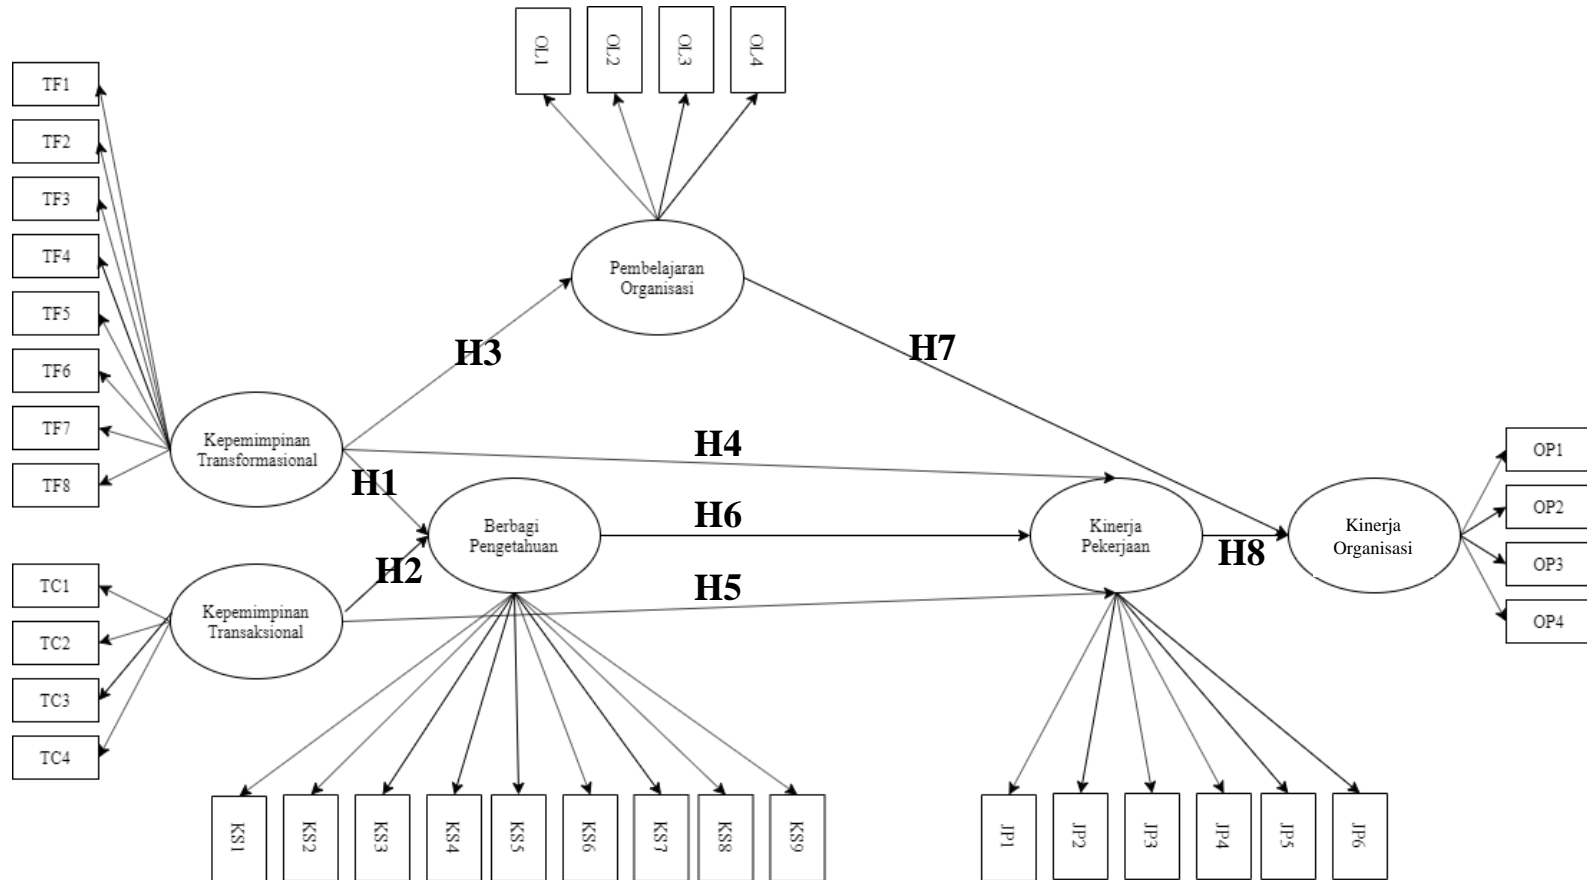 OL1
OL2
OL3
OL4
TF1
TF2
TF3
TF4
TF5
TF6
TF7
TF8
Pembelajaran
Organisasi
H3
H7
Kepemimpinan
Transformasional
H4
H1
Berbagi
Pengetahuan
H6
Kinerja
Pekerjaan
H8
Kinerja
Organisasi
OP1
OP2
OP3
OP4
H2
H5
Kepemimpinan
Transaksional
TC1
TC2
TC3
TC4
KS1
KS2
KS3
KS4
KS5
KS6
KS7
KS8
KS9
JP1
JP2
JP3
JP4
JP5
JP6